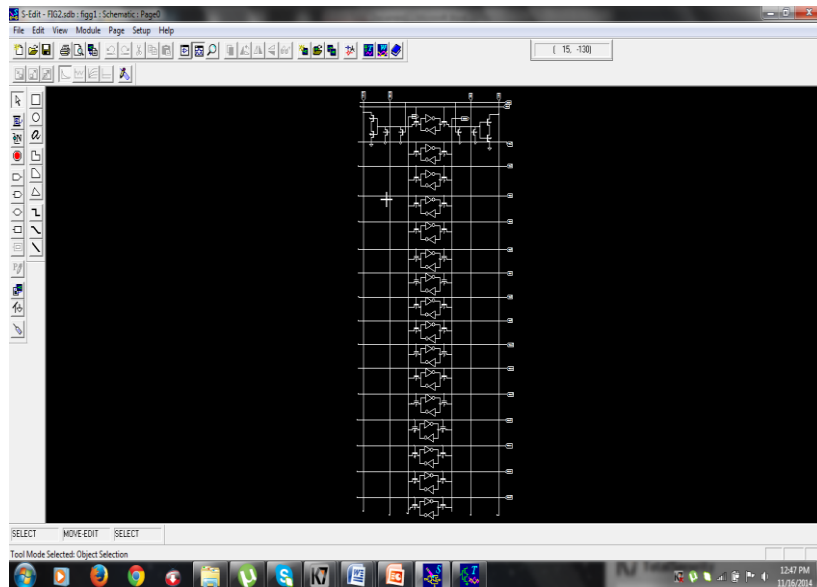 S-Edit - FIG2.sdb : figg1 : Schematic : Page0
File Edit View Module Page Setup Help
( 15, -130)
SELECT MOVE-EDIT SELECT
Tool Mode Selected: Object Selection
12:47 PM
11/16/2014